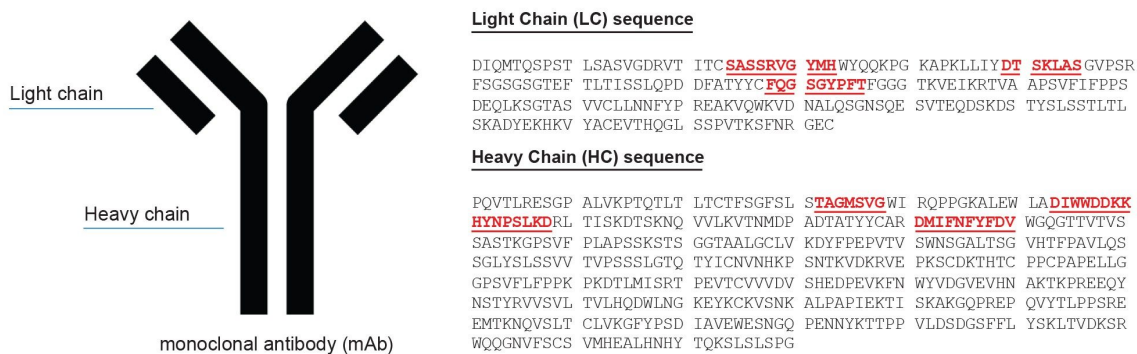 Light Chain (LC) sequence
DIQMTQSPST LSASVGDRVT ITCSASSRVG YMHWYQQKPG KAPKLLIYDT SKLASGVPSR
FSGSGSGTEF TLTISSLQPD DFATYYCFQG SGYPFTFGGG TKVEIKRTVA APSVFIFPPS
DEQLKSGTAS VVCLLNNFYP REAKVQWKVD NALQSGNSQE SVTEQDSKDS TYSLSSTLTL
SKADYEKHKV YACEVTHQGL SSPVTKSFNR GEC
Light chain
Heavy Chain (HC) sequence
PQVTLRESGP ALVKPTQTLT LTCTFSGFSL STAGMSVGWI RQPPGKALEW LADIWWDDKK
HYNPSLKDRL TISKDTSKNQ VVLKVTNMDP ADTATYYCAR DMIFNFYFDV WGQGTTVTVS
SASTKGPSVF PLAPSSKSTS GGTAALGCLV KDYFPEPVTV SWNSGALTSG VHTFPAVLQS
SGLYSLSSVV TVPSSSLGTQ TYICNVNHKP SNTKVDKRVE PKSCDKTHTC PPCPAPELLG
GPSVFLFPPK PKDTLMISRT PEVTCVVVDV SHEDPEVKFN WYVDGVEVHN AKTKPREEQY
NSTYRVVSVL TVLHQDWLNG KEYKCKVSNK ALPAPIEKTI SKAKGQPREP QVYTLPPSRE
EMTKNQVSLT CLVKGFYPSD IAVEWESNGQ PENNYKTTPP VLDSDGSFFL YSKLTVDKSR
WQQGNVFSCS VMHEALHNHY TQKSLSLSPG
Heavy chain
monoclonal antibody (mAb)